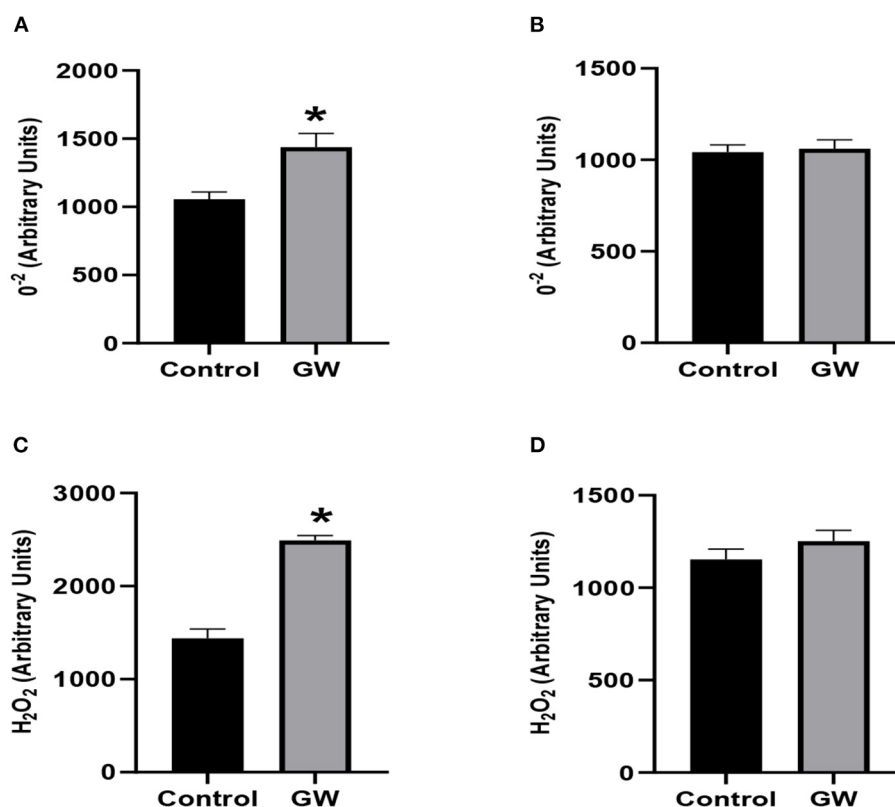 A
B
0⁻² (Arbitrary Units)
2000
1500
1000
500
0
*
Control GW
0⁻² (Arbitrary Units)
1500
1000
500
0
Control GW
C
D
H₂O₂ (Arbitrary Units)
3000
2000
1000
0
*
Control GW
H₂O₂ (Arbitrary Units)
1500
1000
500
0
Control GW